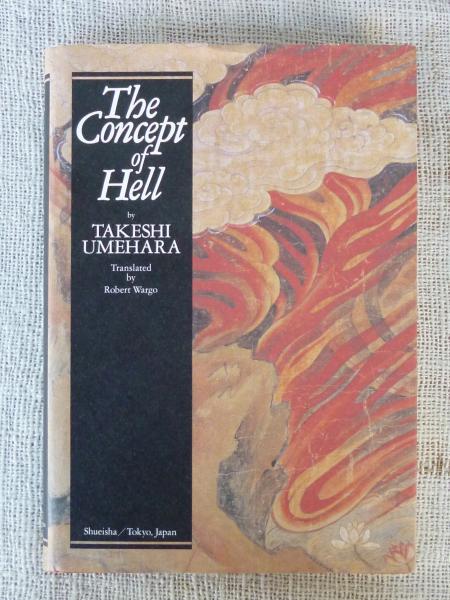 The
Concept
of
Hell
by
TAKESHI
UMEHARA
Translated
by
Robert Wargo
Shueisha / Tokyo, Japan